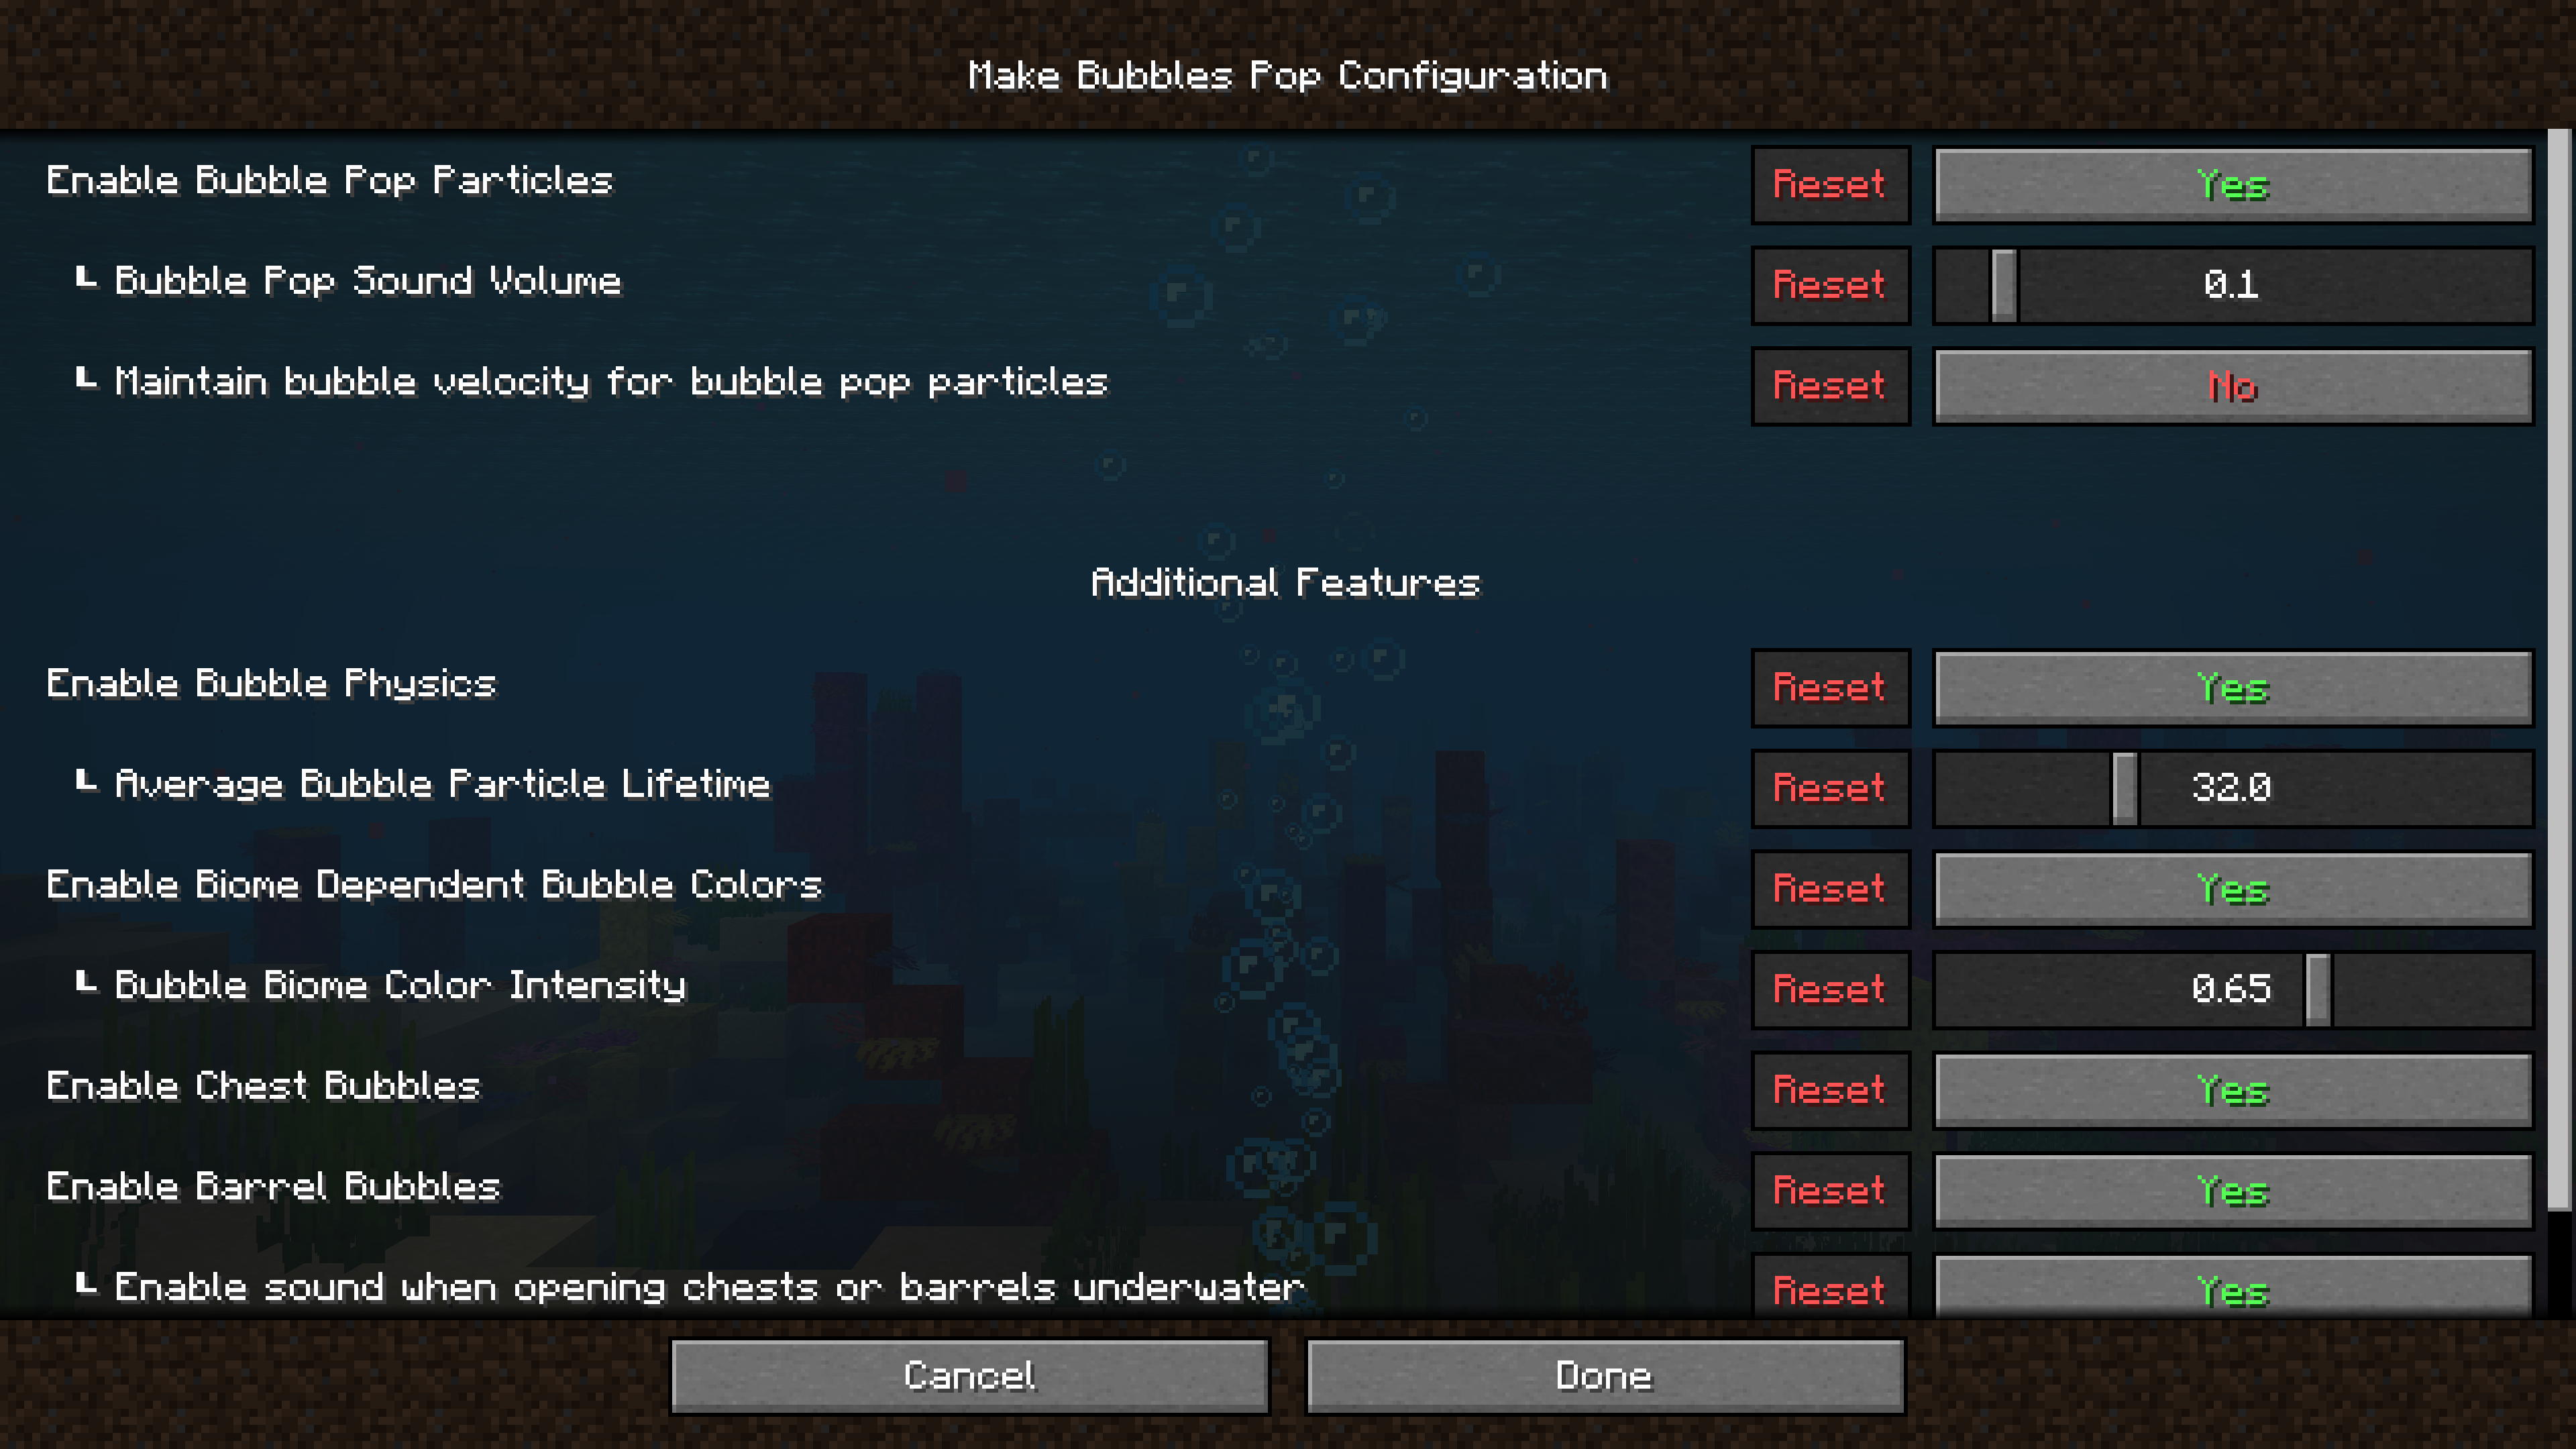 Make Bubbles Pop Configuration
Enable Bubble Pop Particles Reset Yes
Bubble Pop Sound Volume Reset 0.1
Maintain bubble velocity for bubble pop particles Reset No
Additional Features
Enable Bubble Physics Reset Yes
Average Bubble Particle Lifetime Reset 32.0
Enable Biome Dependent Bubble Colors Reset Yes
Bubble Biome Color Intensity Reset 0.65
Enable Chest Bubbles Reset Yes
Enable Barrel Bubbles Reset Yes
Enable sound when opening chests or barrels underwater Reset Yes
Cancel Done